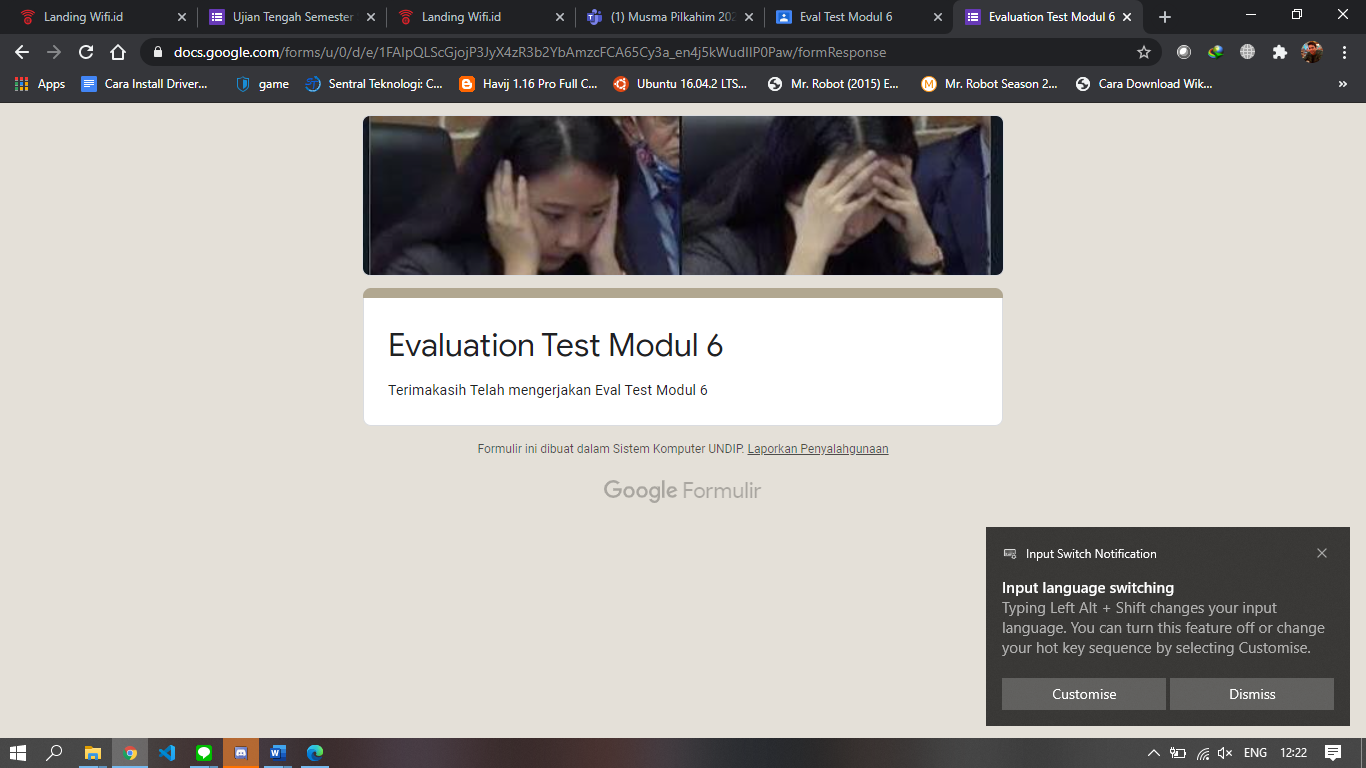 Landing Wifi.id
Ujian Tengah Semester
Landing Wifi.id
(1) Musma Pilkahim 202
Eval Test Modul 6
Evaluation Test Modul 6
docs.google.com/forms/u/0/d/e/1FAIpQLScGjojP3JyX4zR3b2YbAmzcFCA65Cy3a_en4j5kWudIIP0Paw/formResponse
Apps
Cara Install Driver...
game
Sentral Teknologi: C...
Havij 1.16 Pro Full C...
Ubuntu 16.04.2 LTS...
Mr. Robot (2015) E...
Mr. Robot Season 2...
Cara Download Wik...
»
Evaluation Test Modul 6
Terimakasih Telah mengerjakan Eval Test Modul 6
Formulir ini dibuat dalam Sistem Komputer UNDIP. Laporkan Penyalahgunaan
Google Formulir
Input Switch Notification
Input language switching
Typing Left Alt + Shift changes your input
language. You can turn this feature off or change
your hot key sequence by selecting Customise.
Customise
Dismiss
ENG
12:22